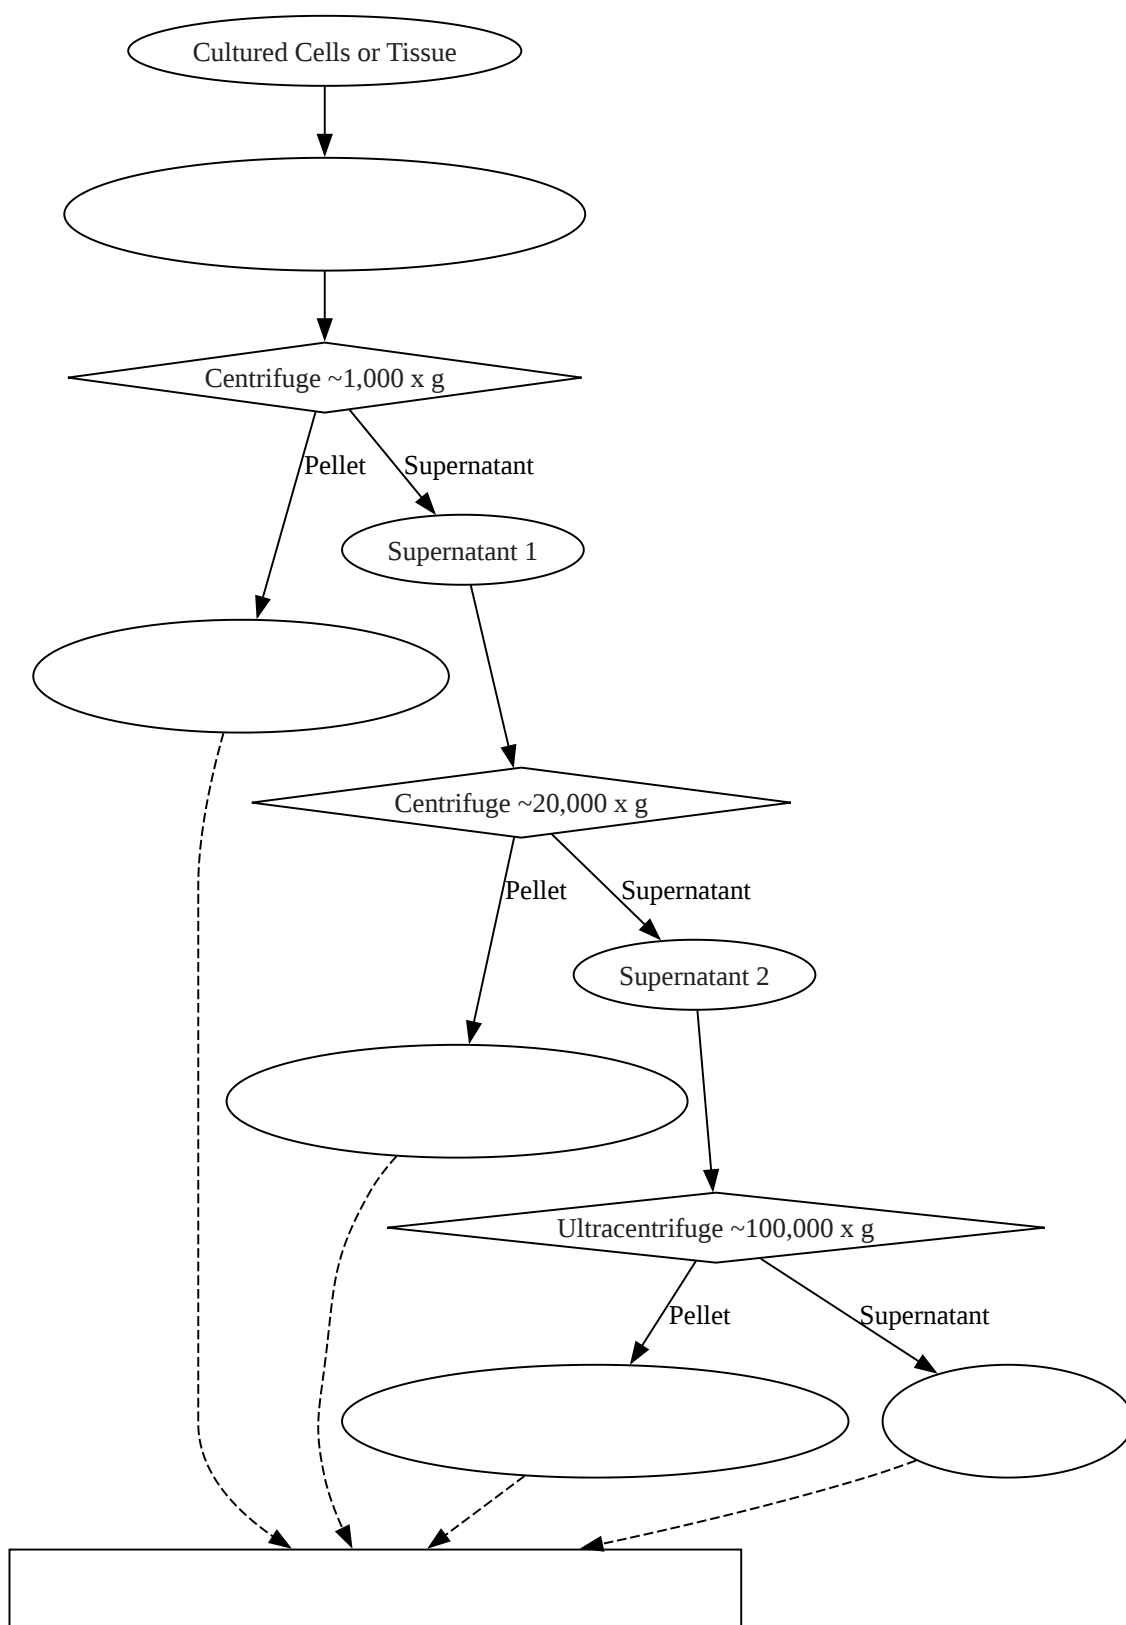 Cultured Cells or Tissue
Centrifuge ~1,000 x g
Pellet
Supernatant
Supernatant 1
Centrifuge ~20,000 x g
Pellet
Supernatant
Supernatant 2
Ultracentrifuge ~100,000 x g
Pellet
Supernatant